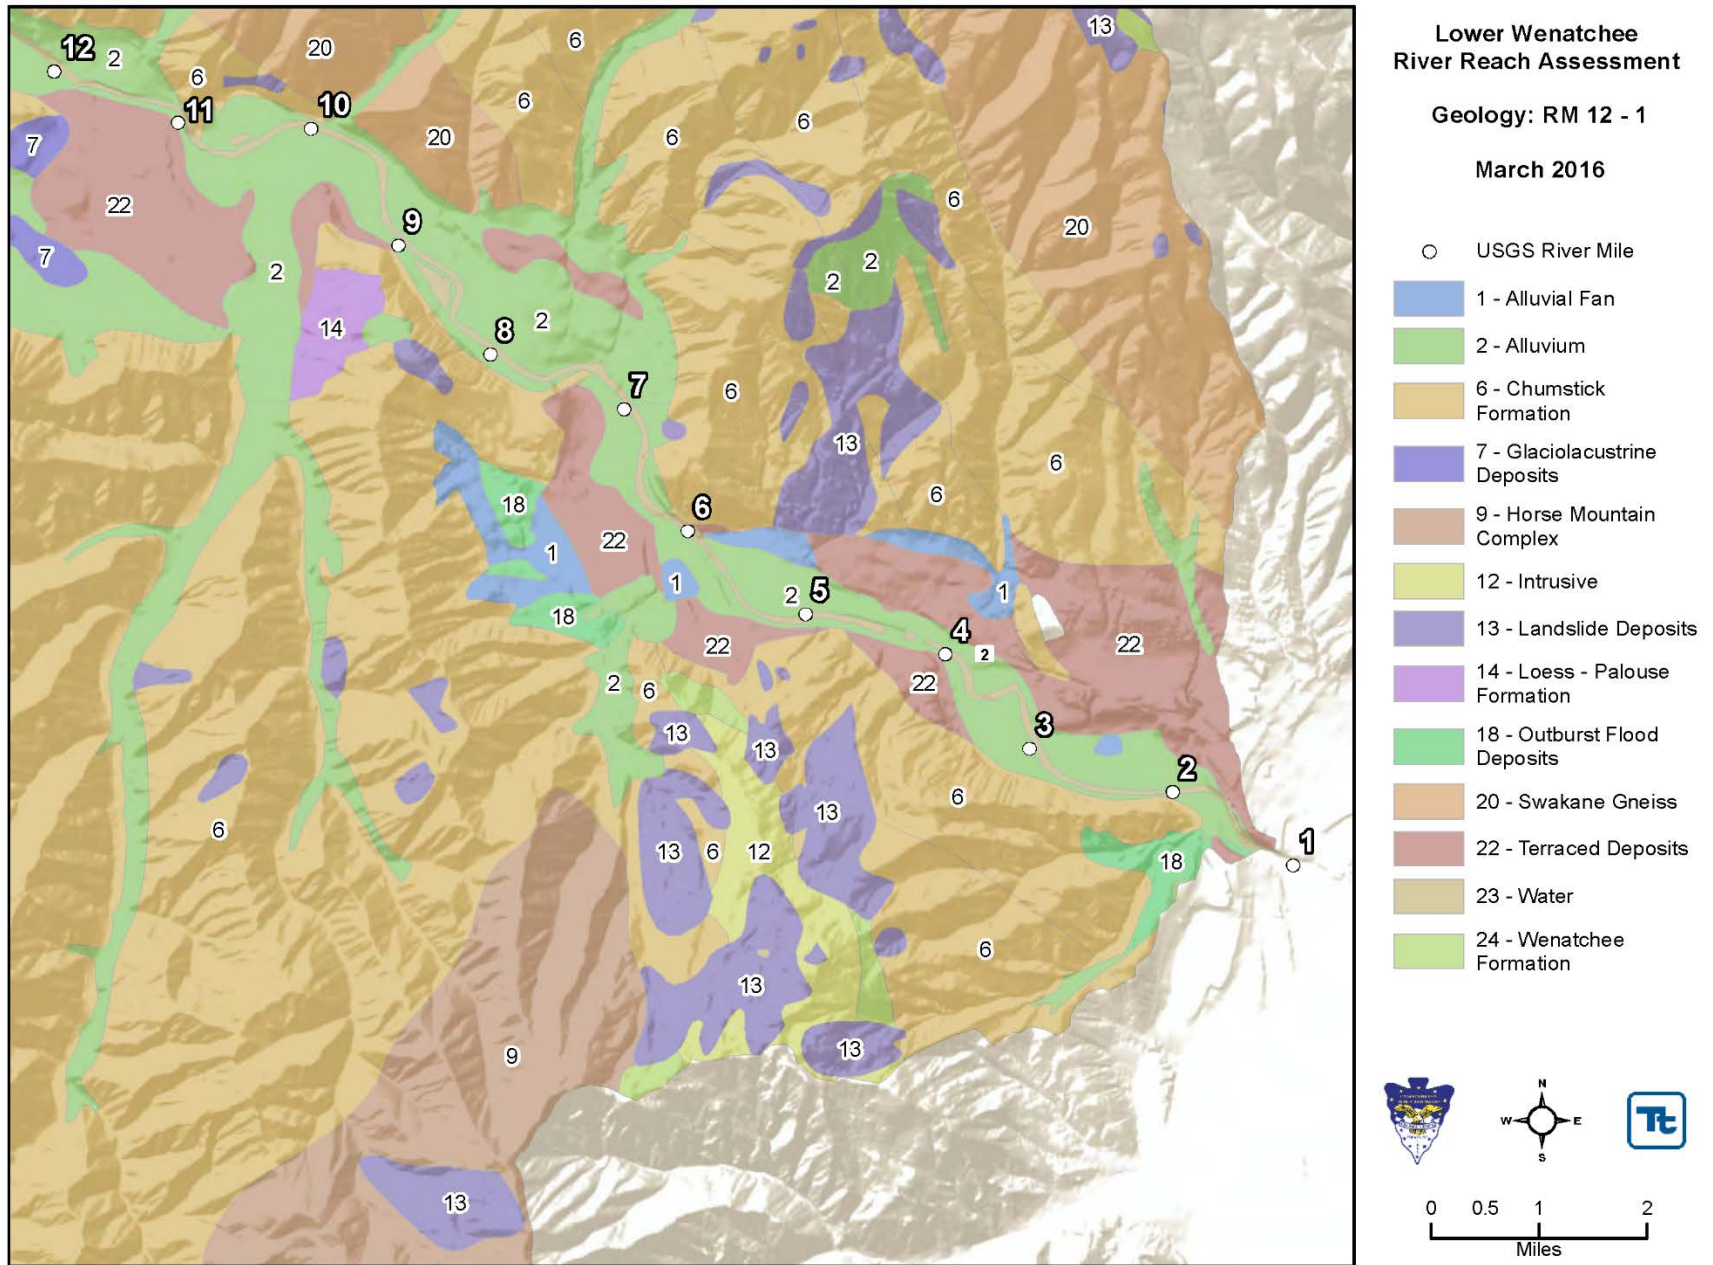 Lower Wenatchee
River Reach Assessment
Geology: RM 12 - 1
March 2016
USGS River Mile
1 - Alluvial Fan
2 - Alluvium
6 - Chumstick
Formation
7 - Glaciolacustrine
Deposits
9 - Horse Mountain
Complex
12 - Intrusive
13 - Landslide Deposits
14 - Loess - Palouse
Formation
18 - Outburst Flood
Deposits
20 - Swakane Gneiss
22 - Terraced Deposits
23 - Water
24 - Wenatchee
Formation
N
W E
S
Tt
0 0.5 1 2
Miles
12 2 20 6 13
6
11 10 6
7 20 6 6
22 6
9 20
7 2 2
2
14 8 2
7 6
13 6
18 6 6
1 22
1 2 5 1
18 4 2 22
22
2 6 22
13 13 3
2
6 13 6
13 6 12 18 1
6
13
9 13
13